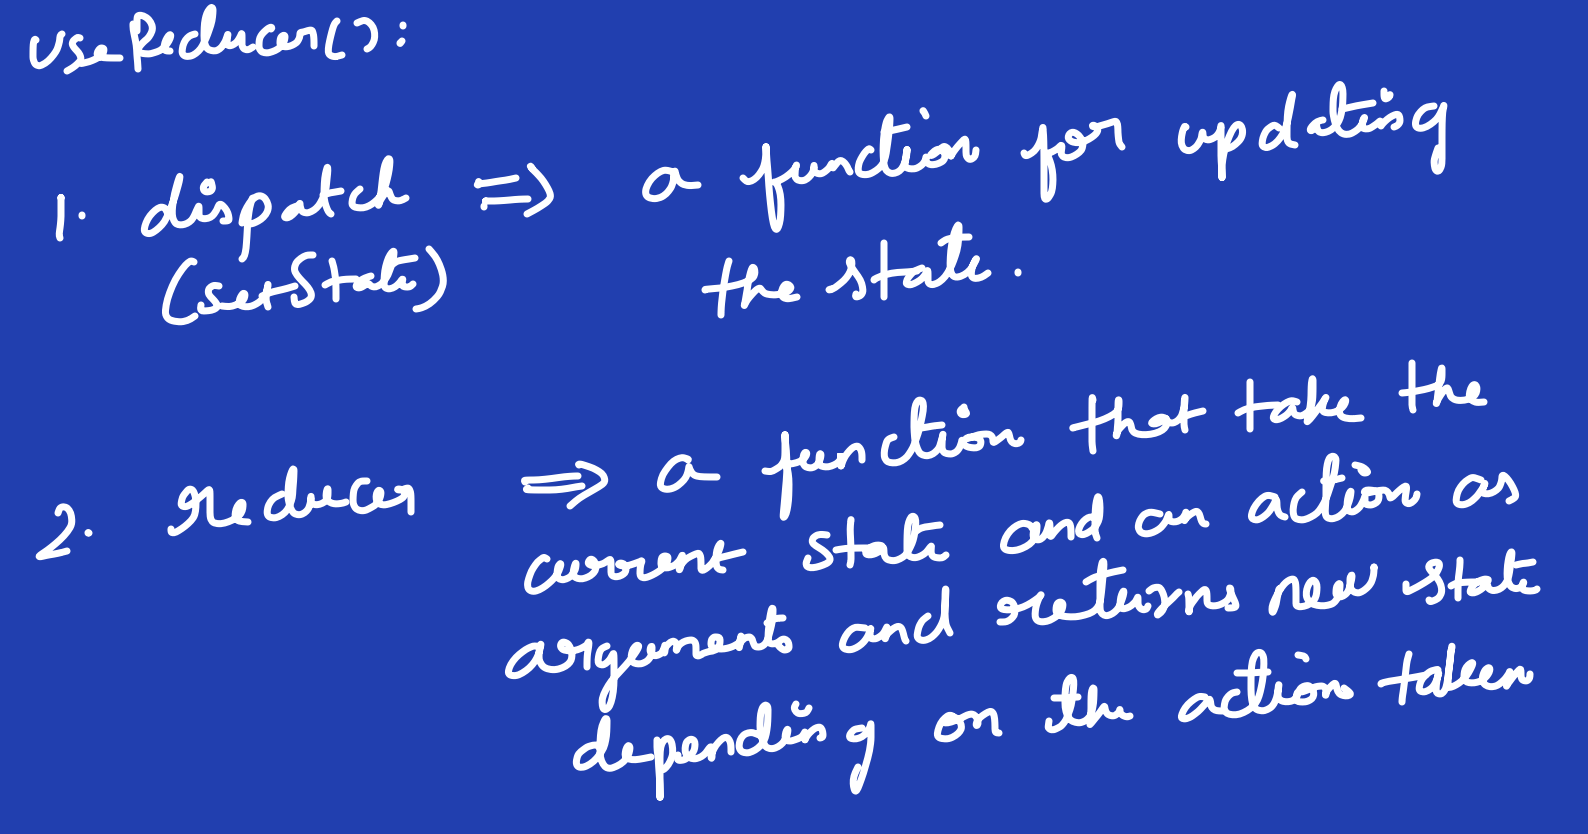 useReducer():
1. dispatch ⇒ a function for updating
(setState) the state.
2. reducer ⇒ a function that take the
current state and an action as
arguments and returns new state
depending on the action taken